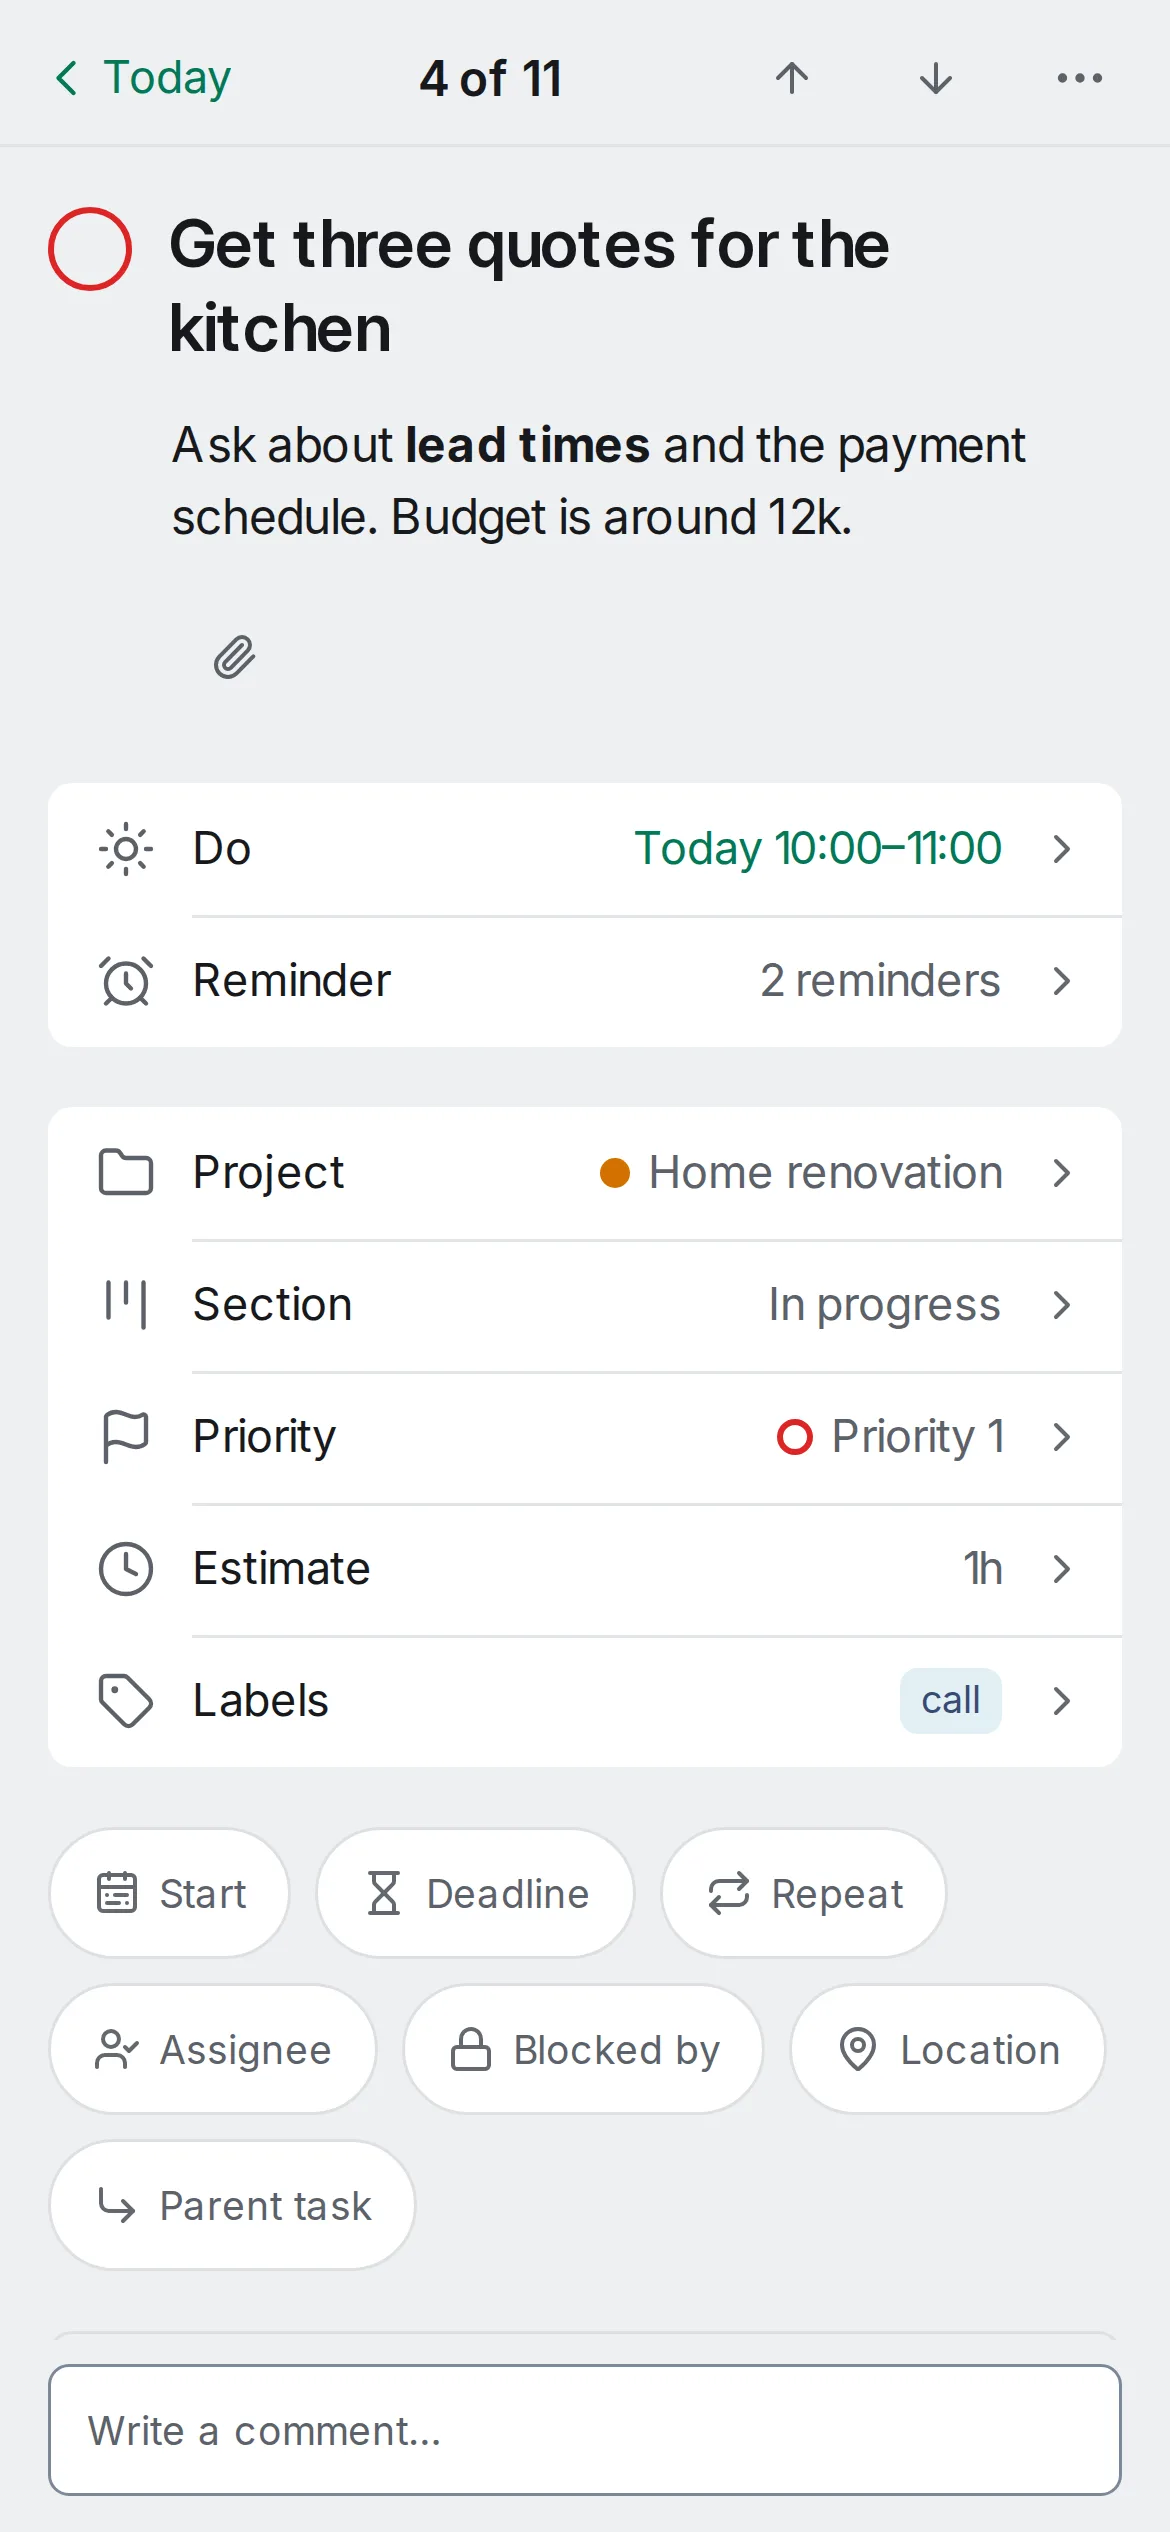 Today
4 of 11
Get three quotes for the
kitchen
Ask about lead times and the payment
schedule. Budget is around 12k.
Do
Today 10:00–11:00
Reminder
2 reminders
Project
Home renovation
Section
In progress
Priority
Priority 1
Estimate
1h
Labels
call
Start
Deadline
Repeat
Assignee
Blocked by
Location
Parent task
Write a comment...